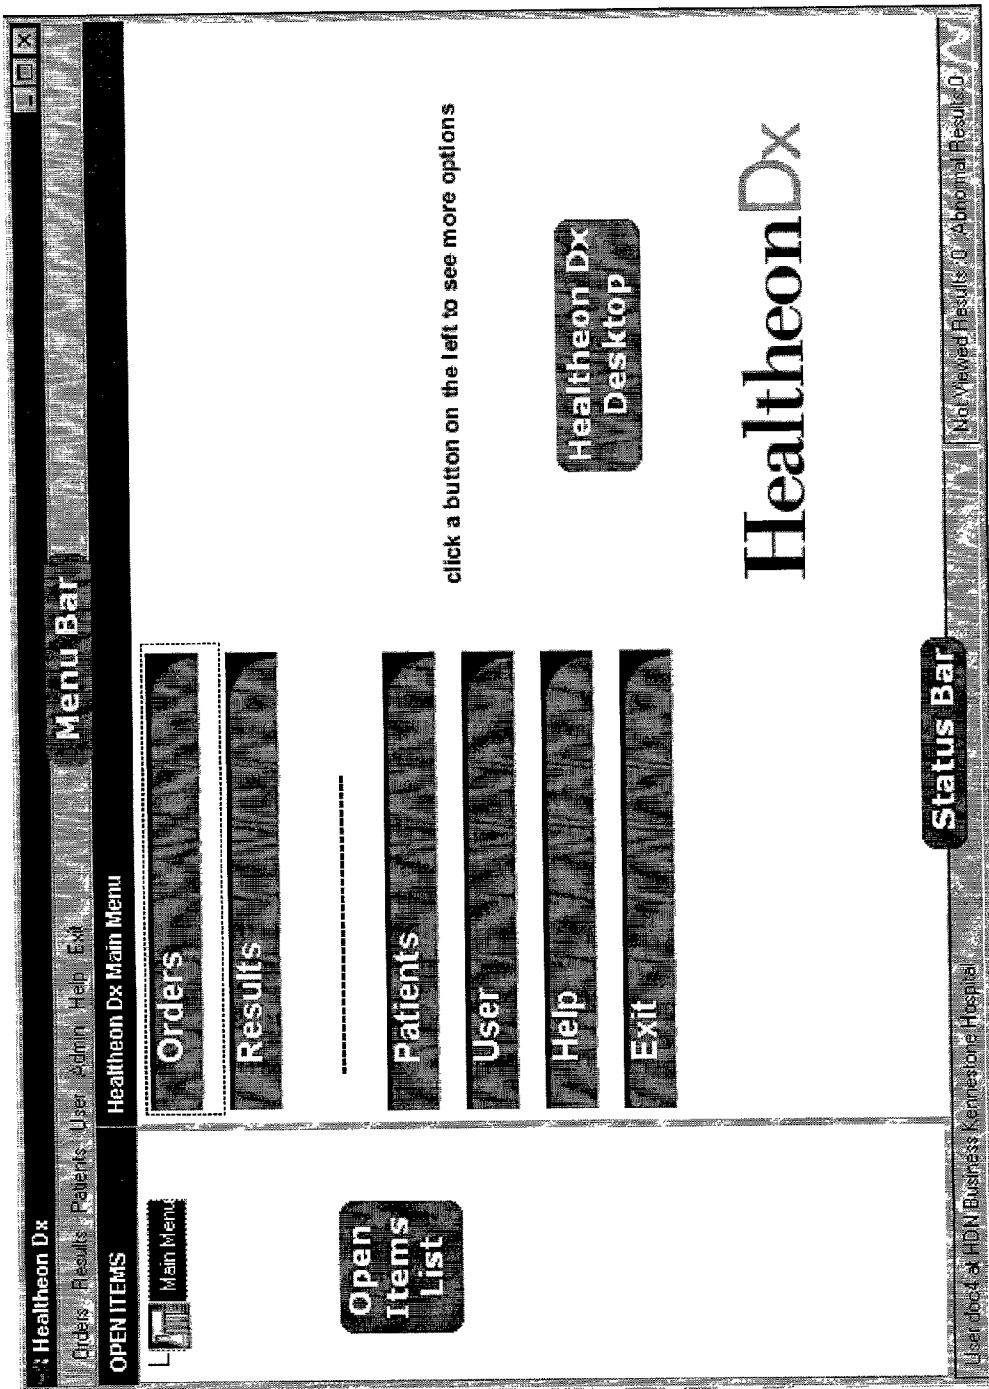 Healtheon Dx
Orders Results Patients User Admin Help Exit
Menu Bar
OPEN ITEMS
Healtheon Dx Main Menu
Main Menu
Orders
Results
Patients
User
Help
Exit
Open
Items
List
click a button on the left to see more options
Healtheon Dx
Desktop
HealtheonDx
Status Bar
User doc4 at HDN Business Kennestone Hospital
Not Viewed Results :0 Abnormal Results:0